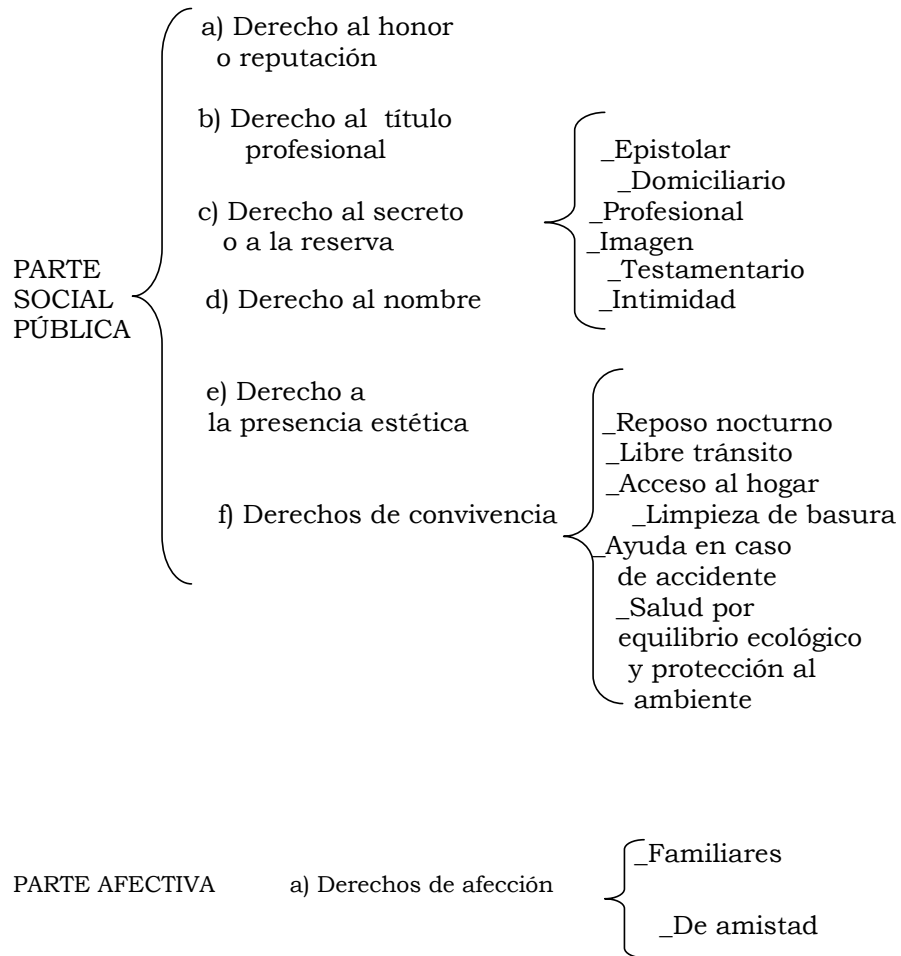 a) Derecho al honor
o reputación
b) Derecho al título
profesional
c) Derecho al secreto
o a la reserva
_Epistolar
_Domiciliario
_Profesional
_Imagen
_Testamentario
_Intimidad
PARTE
SOCIAL
PÚBLICA
d) Derecho al nombre
e) Derecho a
la presencia estética
f) Derechos de convivencia
_Reposo nocturno
_Libre tránsito
_Acceso al hogar
_Limpieza de basura
_Ayuda en caso
de accidente
_Salud por
equilibrio ecológico
y protección al
ambiente
PARTE AFECTIVA
a) Derechos de afección
_Familiares
_De amistad